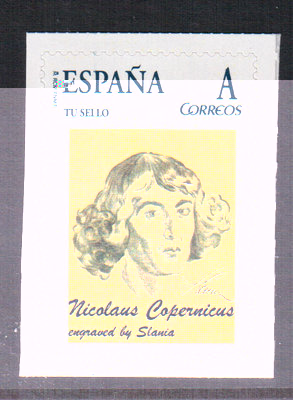 ESPAÑA
A
TU SELLO
CORREOS
Nicolaus Copernicus
engraved by Slania